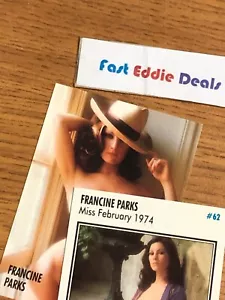 Fast Eddie Deals
FRANCINE PARKS
Miss February 1974
#62
FRANCINE
PARKS